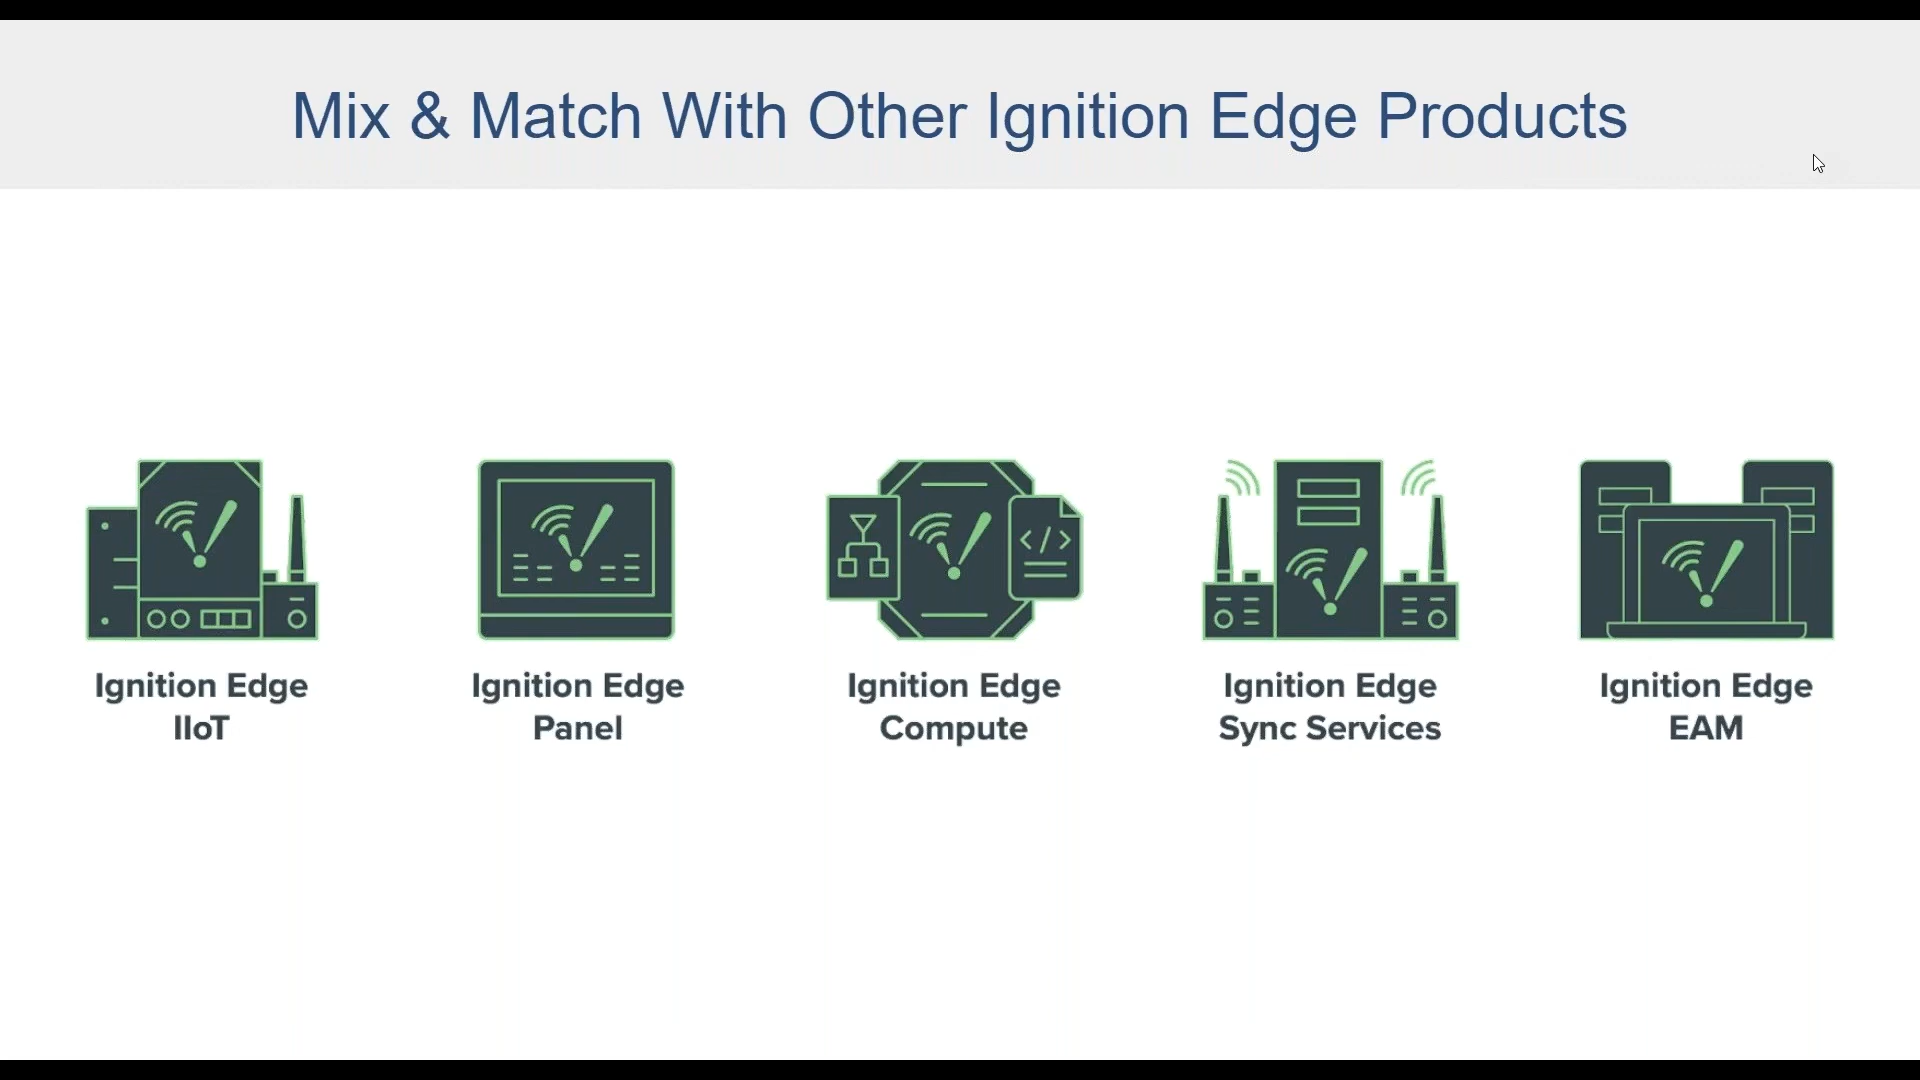 Mix & Match With Other Ignition Edge Products
Ignition Edge
IIoT
Ignition Edge
Panel
Ignition Edge
Compute
Ignition Edge
Sync Services
Ignition Edge
EAM